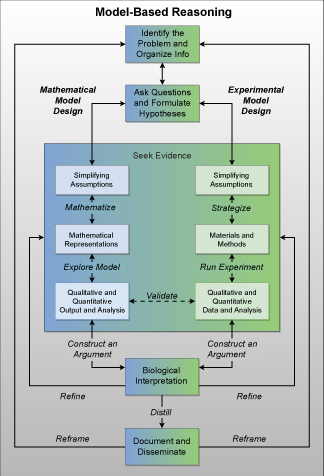 Model-Based Reasoning
Identify the
Problem and
Organize Info
Mathematical
Model
Design
Ask Questions
and Formulate
Hypotheses
Experimental
Model
Design
Seek Evidence
Simplifying
Assumptions
Simplifying
Assumptions
Mathematize
Strategize
Mathematical
Representations
Materials and
Methods
Explore Model
Run Experiment
Qualitative and
Quantitative
Output and Analysis
Validate
Qualitative and
Quantitative
Data and Analysis
Construct an
Argument
Construct an
Argument
Biological
Interpretation
Refine
Refine
Distill
Reframe
Document and
Disseminate
Reframe